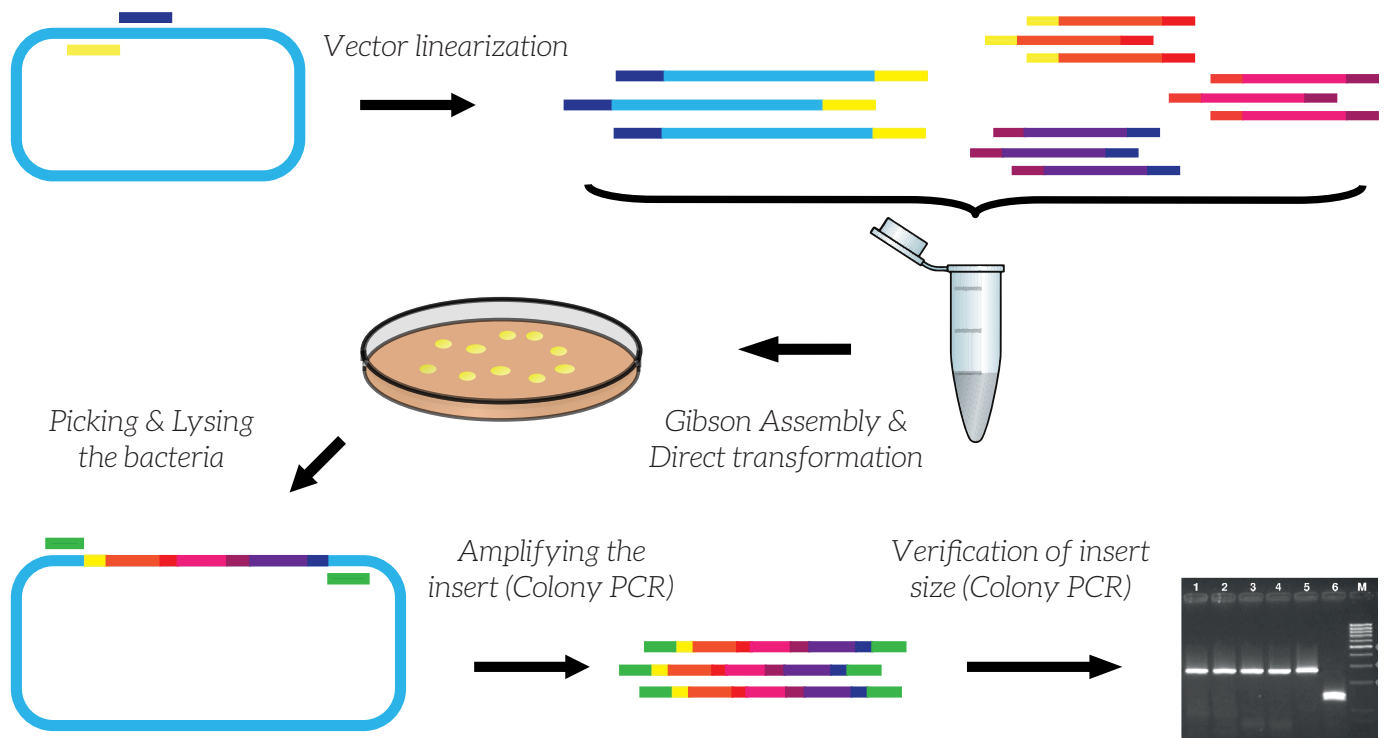 Vector linearization
Gibson Assembly &
Direct transformation
Picking & Lysing
the bacteria
Amplifying the
insert (Colony PCR)
Verification of insert
size (Colony PCR)
1 2 3 4 5 6 M